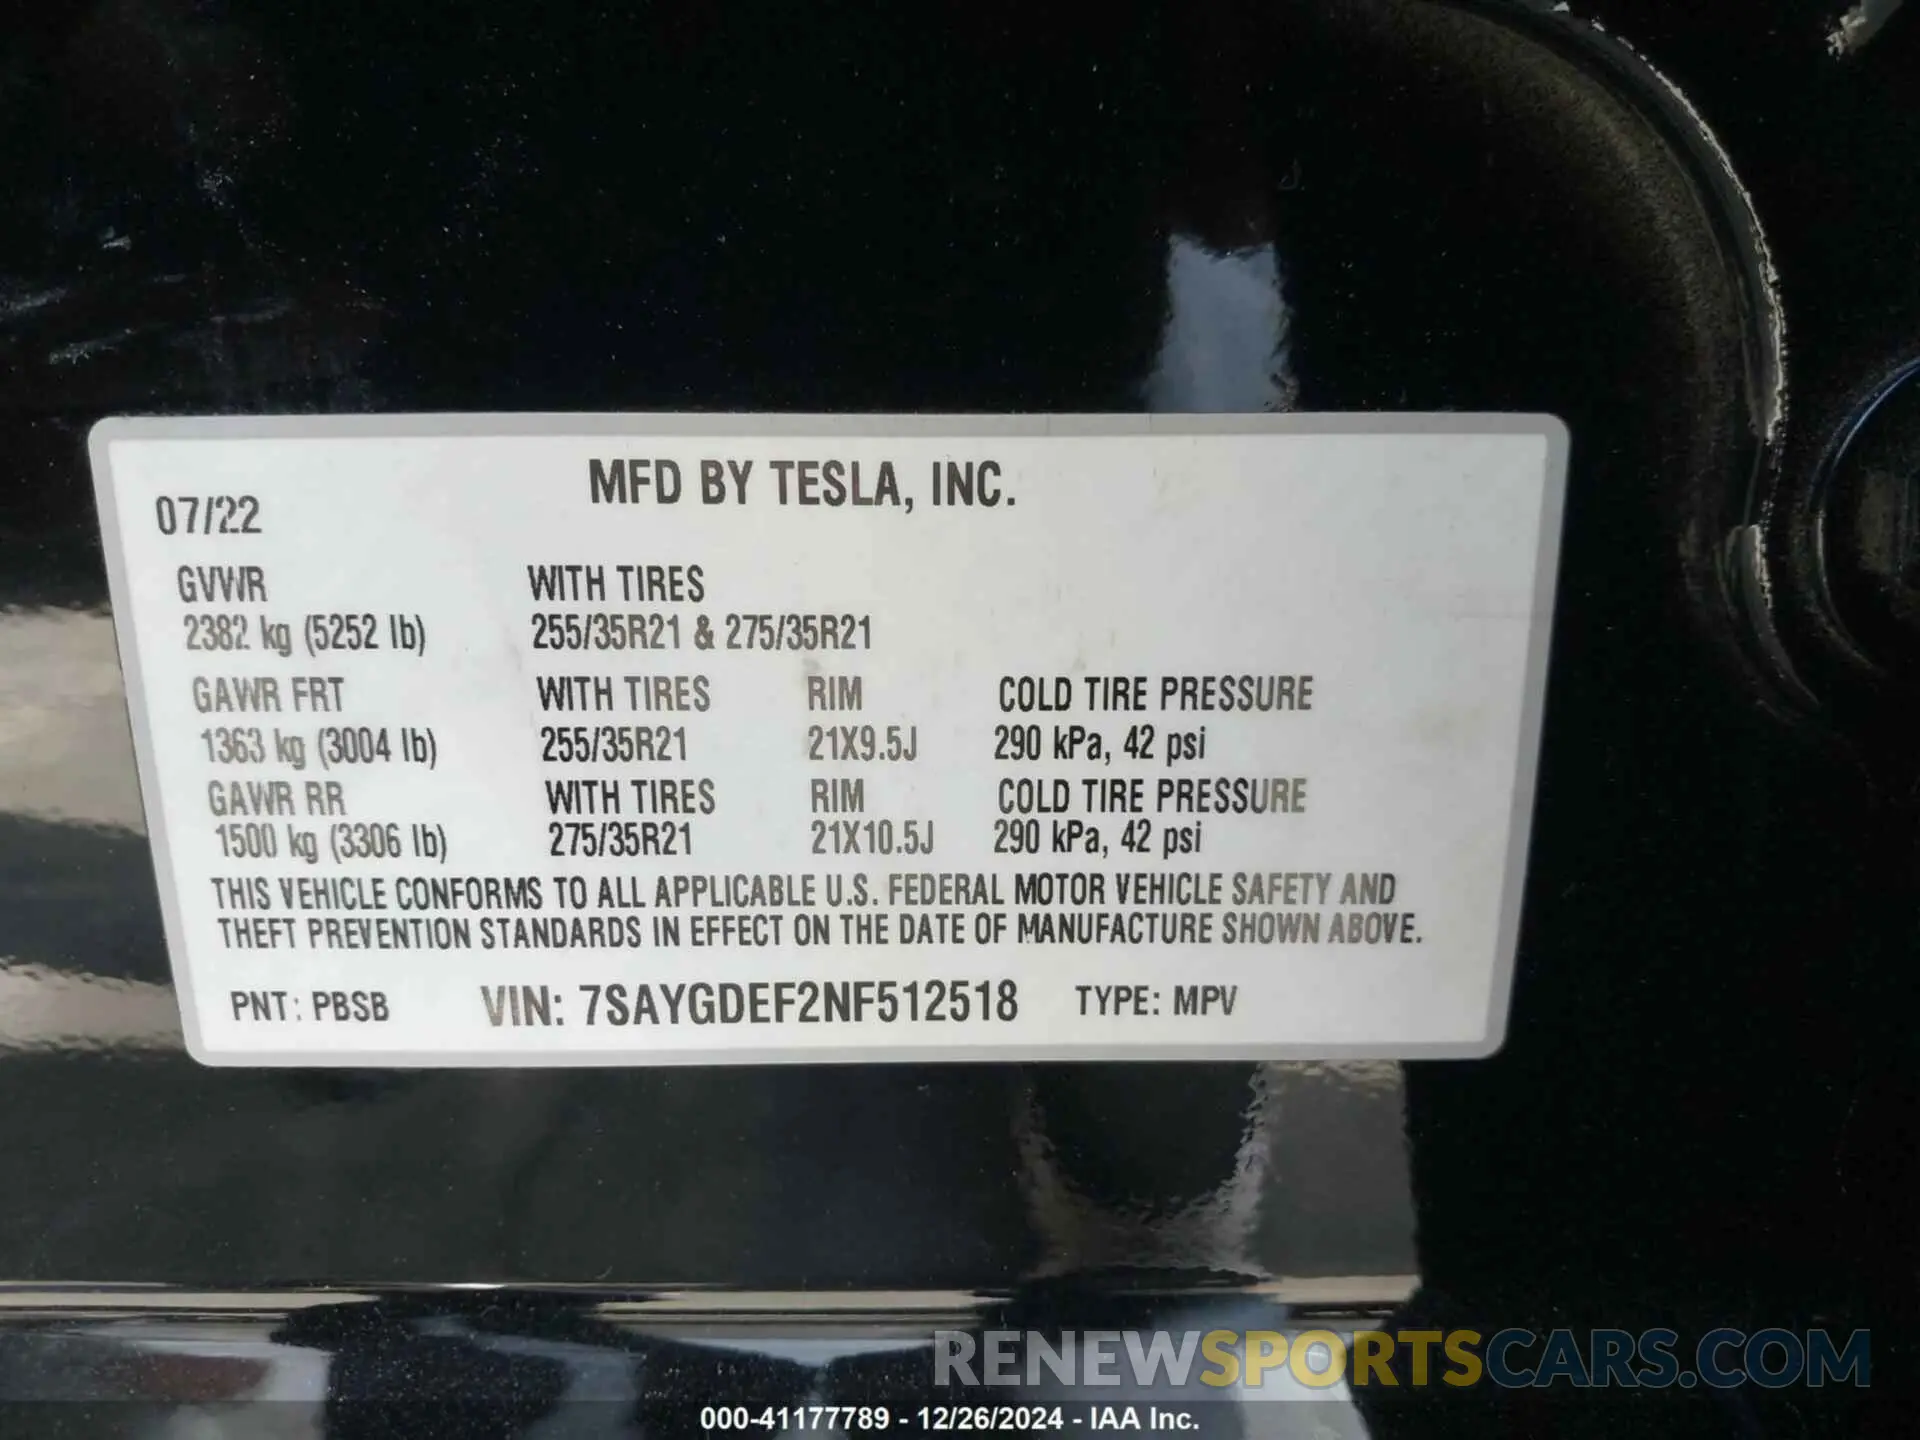 MFD BY TESLA, INC.
07/22
GVWR WITH TIRES
2382 kg (5252 lb) 255/35R21 & 275/35R21
GAWR FRT WITH TIRES RIM COLD TIRE PRESSURE
1363 kg (3004 lb) 255/35R21 21X9.5J 290 kPa, 42 psi
GAWR RR WITH TIRES RIM COLD TIRE PRESSURE
1500 kg (3306 lb) 275/35R21 21X10.5J 290 kPa, 42 psi
THIS VEHICLE CONFORMS TO ALL APPLICABLE U.S. FEDERAL MOTOR VEHICLE SAFETY AND
THEFT PREVENTION STANDARDS IN EFFECT ON THE DATE OF MANUFACTURE SHOWN ABOVE.
PNT: PBSB VIN: 7SAYGDEF2NF512518 TYPE: MPV
RENEWSPORTSCARS.COM
000-41177789 - 12/26/2024 - IAA Inc.